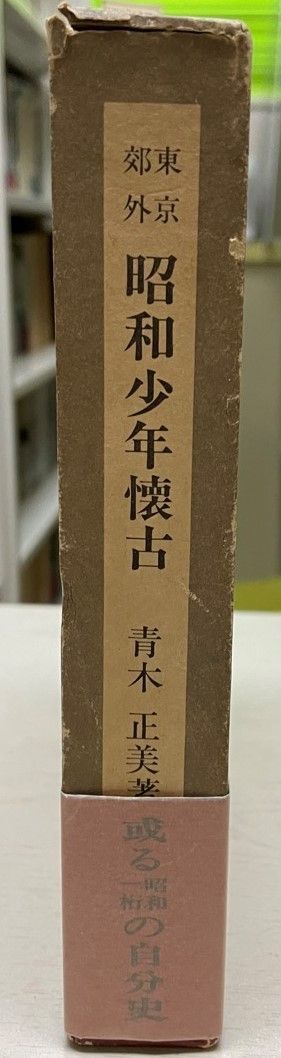 東京
郊外
昭和少年懐古
青木 正美著
或る昭和一桁の自分史